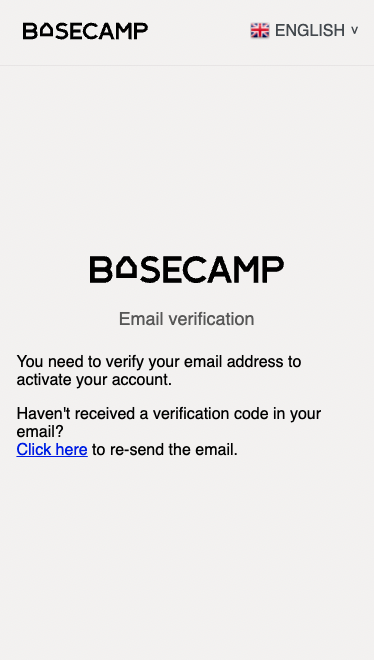 BASECAMP
ENGLISH
BASECAMP
Email verification
You need to verify your email address to
activate your account.
Haven't received a verification code in your
email?
Click here to re-send the email.